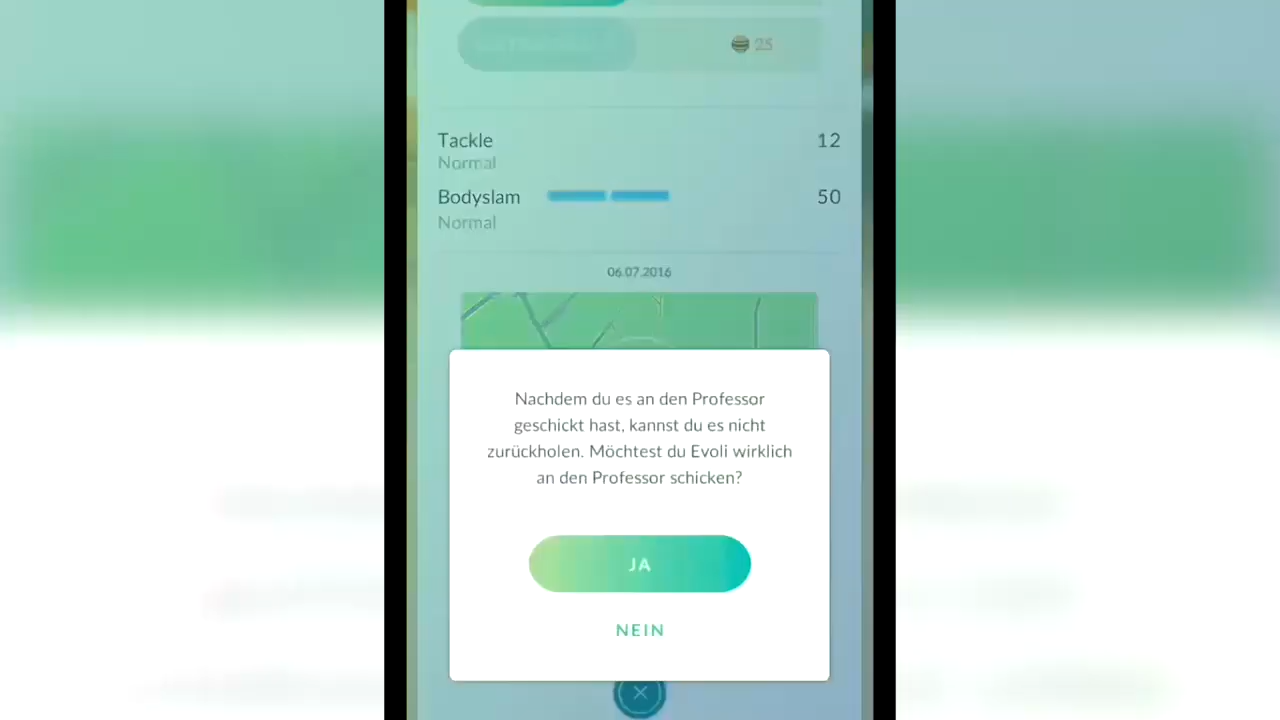 25
Tackle 12
Normal
Bodyslam 50
Normal
06.07.2016
Nachdem du es an den Professor
geschickt hast, kannst du es nicht
zurückholen. Möchtest du Evoli wirklich
an den Professor schicken?
JA
NEIN